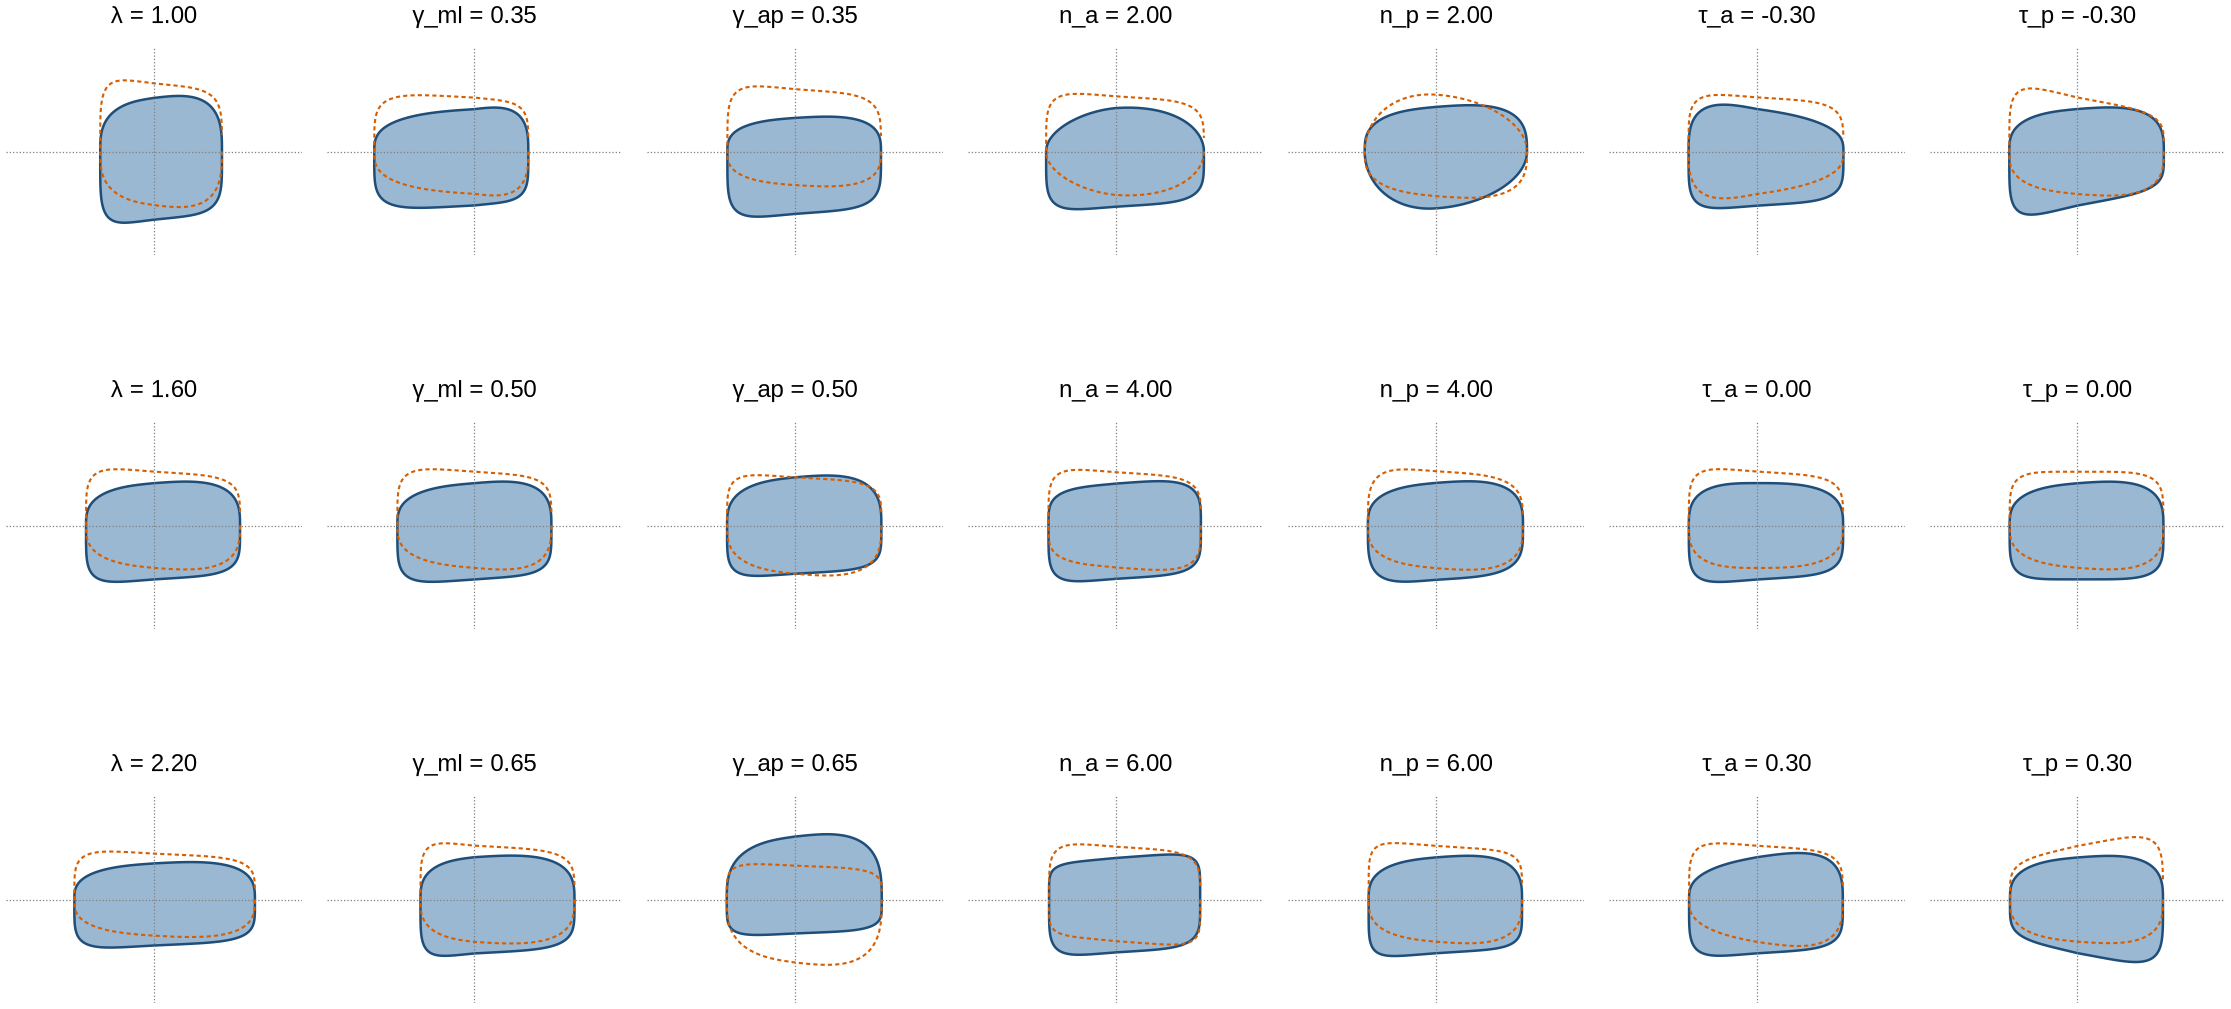 λ = 1.00
γ_ml = 0.35
γ_ap = 0.35
n_a = 2.00
n_p = 2.00
τ_a = -0.30
τ_p = -0.30
λ = 1.60
γ_ml = 0.50
γ_ap = 0.50
n_a = 4.00
n_p = 4.00
τ_a = 0.00
τ_p = 0.00
λ = 2.20
γ_ml = 0.65
γ_ap = 0.65
n_a = 6.00
n_p = 6.00
τ_a = 0.30
τ_p = 0.30